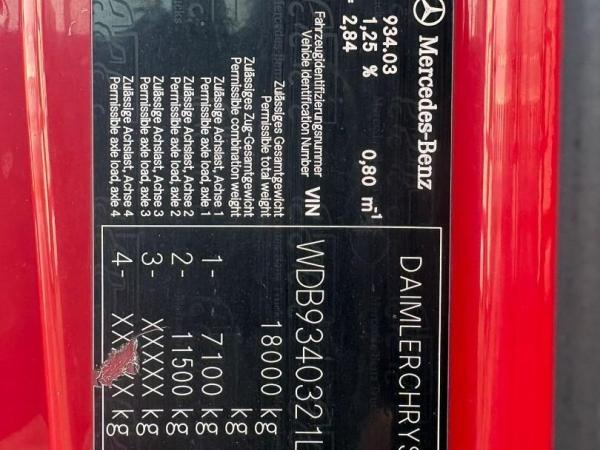 Mercedes-Benz
934.03
1,25 % 0,80 m⁻¹
= 2,84
DAIMLERCHRYS
Fahrzeugidentifizierungsnummer
Vehicle Identification Number VIN WDB9340321L
Zulässiges Gesamtgewicht
Permissible total weight 18000 kg
Zulässiges Zug-Gesamtgewicht
Permissible combination weight kg
Zulässige Achslast, Achse 1
Permissible axle load, axle 1 1- 7100 kg
Zulässige Achslast, Achse 2
Permissible axle load, axle 2 2- 11500 kg
Zulässige Achslast, Achse 3
Permissible axle load, axle 3 3- XXXXX kg
Zulässige Achslast, Achse 4
Permissible axle load, axle 4 4- kg